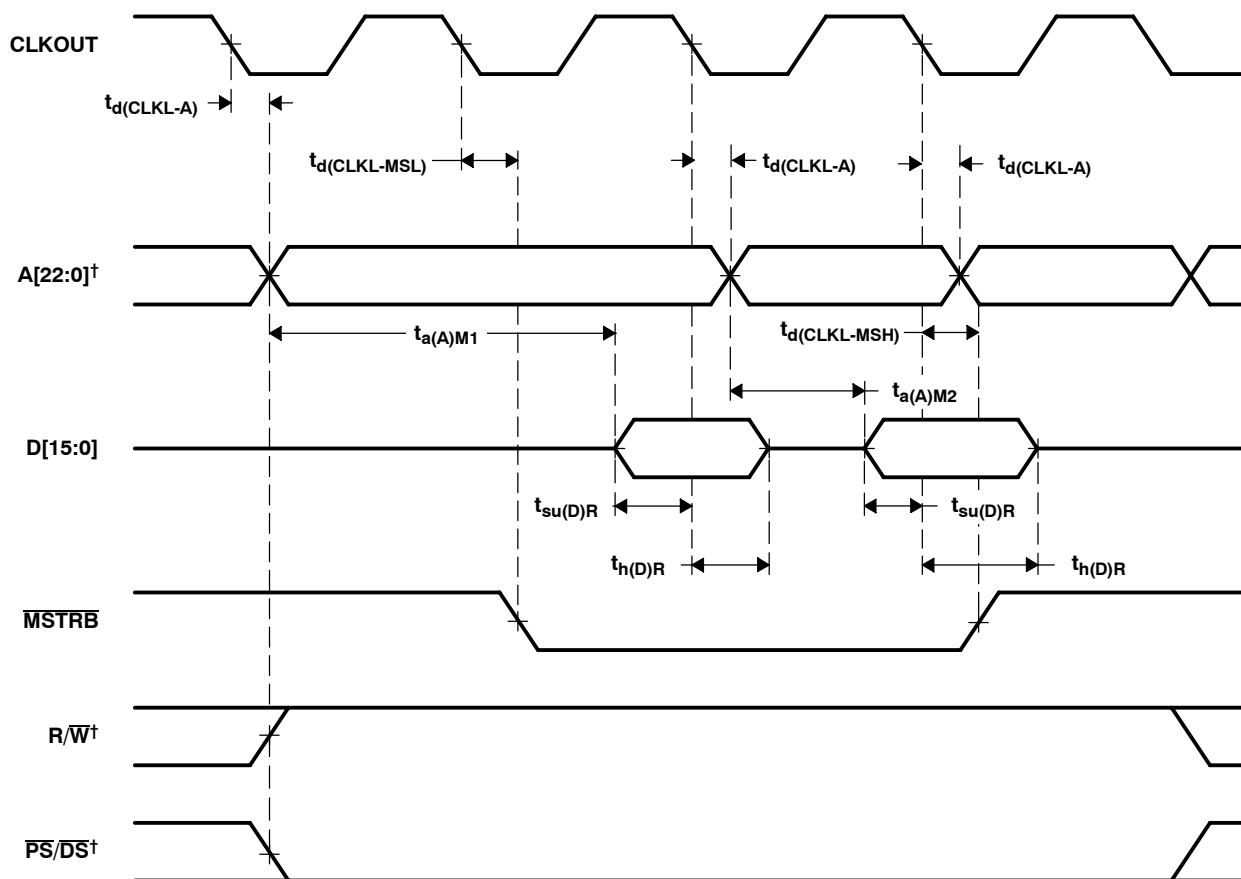 CLKOUT
td(CLKL-A)
td(CLKL-MSL)
td(CLKL-A)
td(CLKL-A)
A[22:0]†
ta(A)M1
td(CLKL-MSH)
ta(A)M2
D[15:0]
tsu(D)R
tsu(D)R
th(D)R
th(D)R
MSTRB
R/W†
PS/DS†